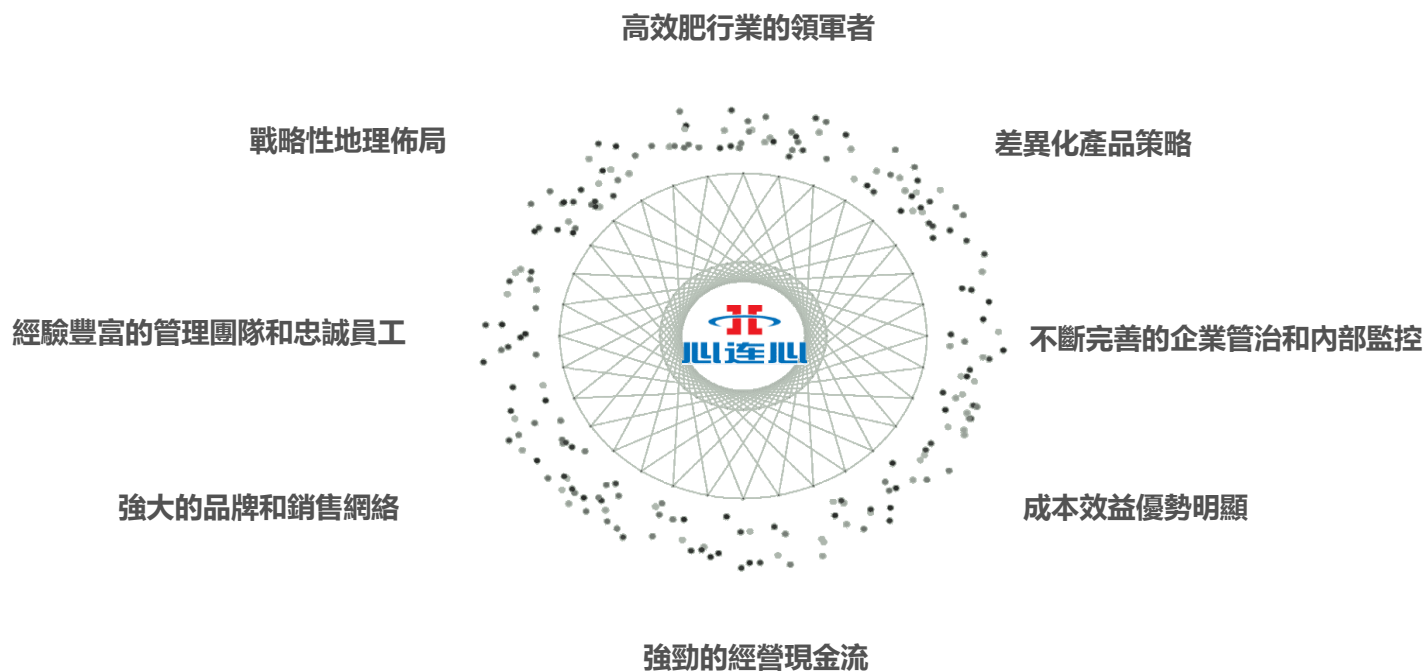 高效肥行業的領軍者
戰略性地理佈局
差異化產品策略
經驗豐富的管理團隊和忠誠員工
心连心
不斷完善的企業管治和內部監控
強大的品牌和銷售網絡
成本效益優勢明顯
強勁的經營現金流